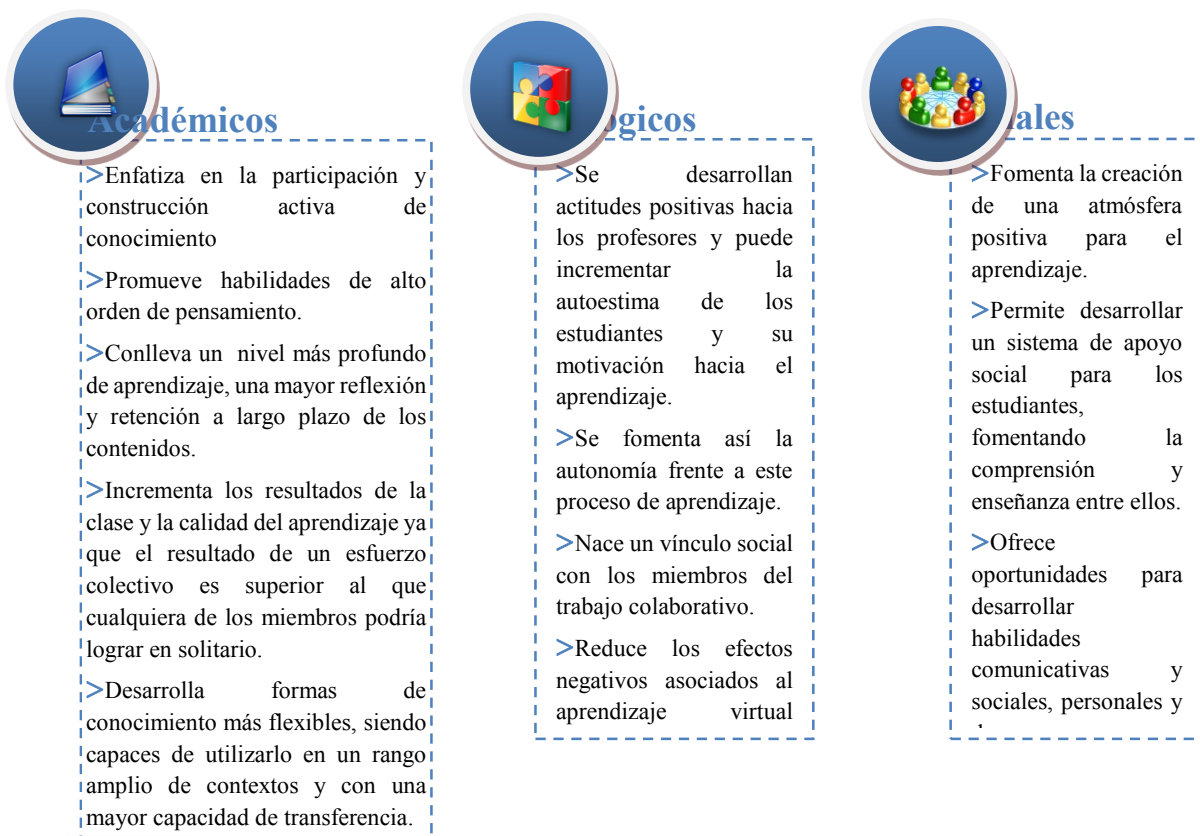 Académicos
>Enfatiza en la participación y
construcción activa de
conocimiento
>Promueve habilidades de alto
orden de pensamiento.
>Conlleva un nivel más profundo
de aprendizaje, una mayor reflexión
y retención a largo plazo de los
contenidos.
>Incrementa los resultados de la
clase y la calidad del aprendizaje ya
que el resultado de un esfuerzo
colectivo es superior al que
cualquiera de los miembros podría
lograr en solitario.
>Desarrolla formas de
conocimiento más flexibles, siendo
capaces de utilizarlo en un rango
amplio de contextos y con una
mayor capacidad de transferencia.
ogicos
>Se desarrollan
actitudes positivas hacia
los profesores y puede
incrementar la
autoestima de los
estudiantes y su
motivación hacia el
aprendizaje.
>Se fomenta así la
autonomía frente a este
proceso de aprendizaje.
>Nace un vínculo social
con los miembros del
trabajo colaborativo.
>Reduce los efectos
negativos asociados al
aprendizaje virtual
ales
>Fomenta la creación
de una atmósfera
positiva para el
aprendizaje.
>Permite desarrollar
un sistema de apoyo
social para los
estudiantes,
fomentando la
comprensión y
enseñanza entre ellos.
>Ofrece
oportunidades para
desarrollar
habilidades
comunicativas y
sociales, personales y